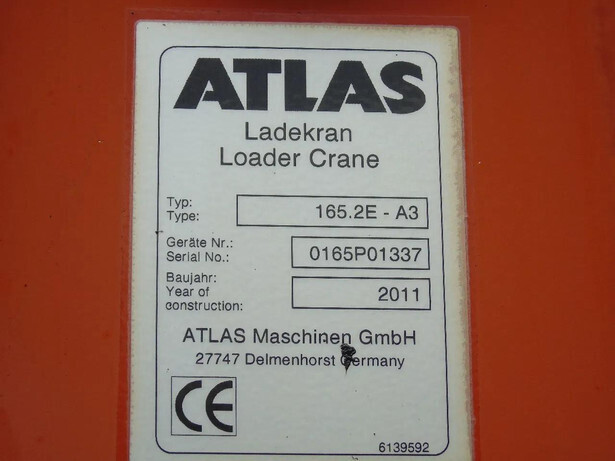 ATLAS
Ladekran
Loader Crane
Typ:
Type: 165.2E - A3
Geräte Nr.:
Serial No.: 0165P01337
Baujahr:
Year of 2011
construction:
ATLAS Maschinen GmbH
27747 Delmenhorst Germany
CE
6139592